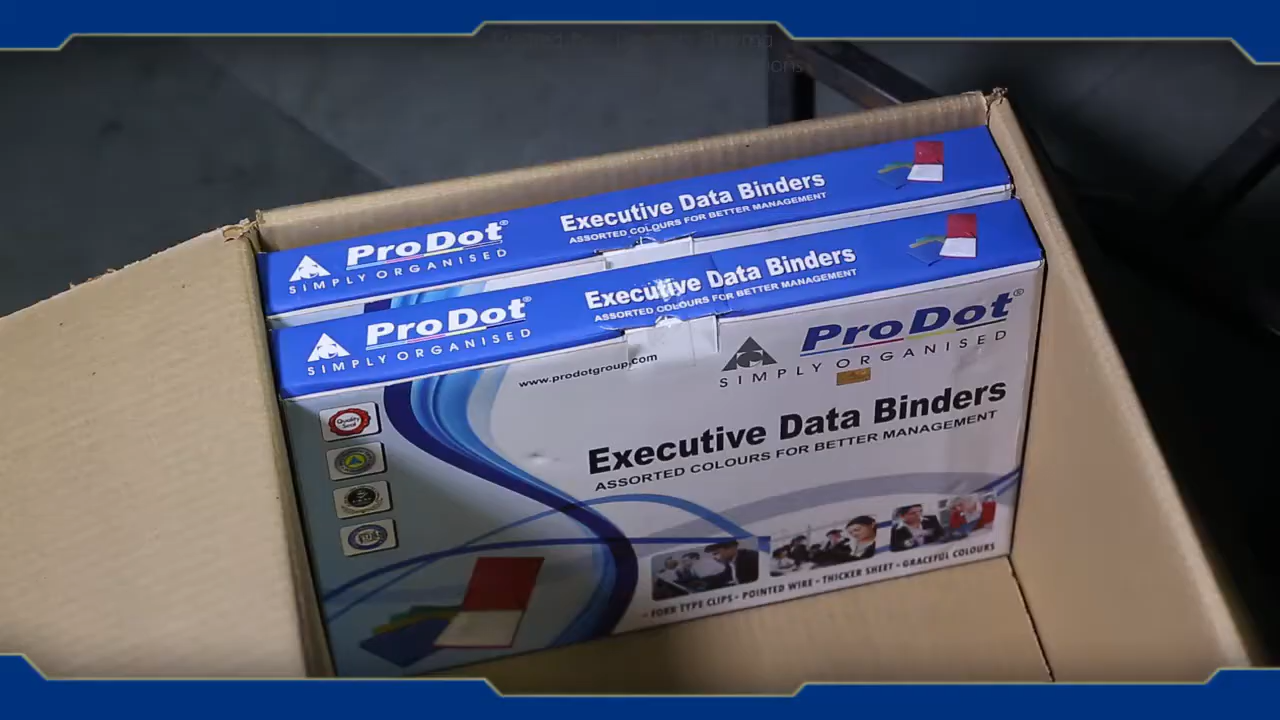 ProDot®
SIMPLY ORGANISED
Executive Data Binders
ASSORTED COLOURS FOR BETTER MANAGEMENT
ProDot®
SIMPLY ORGANISED
Executive Data Binders
ASSORTED COLOURS FOR BETTER MANAGEMENT
www.prodotgroup.com
ProDot®
SIMPLY ORGANISED
Executive Data Binders
ASSORTED COLOURS FOR BETTER MANAGEMENT
Quality
- FORK TYPE CLIPS - POINTED WIRE - THICKER SHEET - GRACEFUL COLOURS